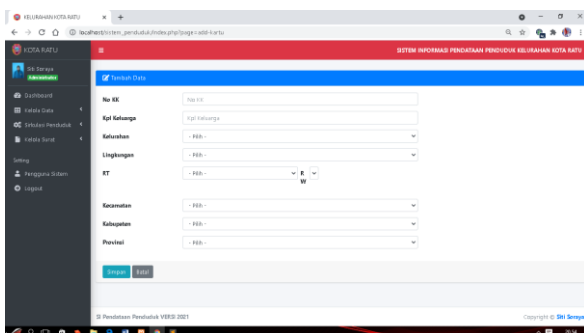 KELURAHAN KOTA RATU
localhost/sistem_penduduk/index.php?page=add-kartu
KOTA RATU
SISTEM INFORMASI PENDATAAN PENDUDUK KELURAHAN KOTA RATU
Siti Soraya
Administrator
Tambah Data
Dashboard
Kelola Data
Sirkulasi Penduduk
Kelola Surat
Setting
Pengguna Sistem
Logout
No KK
No KK
Kpl Keluarga
Kpl Keluarga
Kelurahan
- Pilih -
Lingkungan
- Pilih -
RT
- Pilih -
R
W
Kecamatan
- Pilih -
Kabupaten
- Pilih -
Provinsi
- Pilih -
Simpan
Batal
SI Pendataan Penduduk VERSI 2021
Copyright © Siti Soraya
20.54